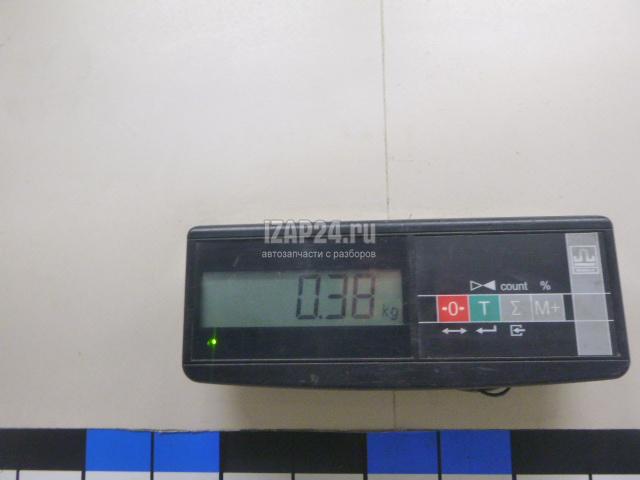 IZAP24.ru
автозапчасти с разборов
0.38 kg
count %
-0- T Σ M+